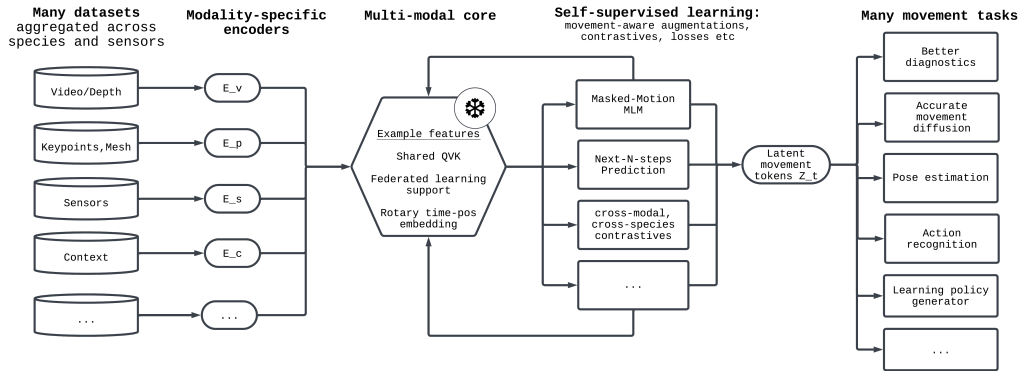 Many datasets
aggregated across
species and sensors
Video/Depth
Keypoints,Mesh
Sensors
Context
...
Modality-specific
encoders
E_v
E_p
E_s
E_c
...
Multi-modal core
Example features
Shared QVK
Federated learning
support
Rotary time-pos
embedding
Self-supervised learning:
movement-aware augmentations,
contrastives, losses etc
Masked-Motion
MLM
Next-N-steps
Prediction
cross-modal,
cross-species
contrastives
...
Latent
movement
tokens Z_t
Many movement tasks
Better
diagnostics
Accurate
movement
diffusion
Pose estimation
Action
recognition
Learning policy
generator
...